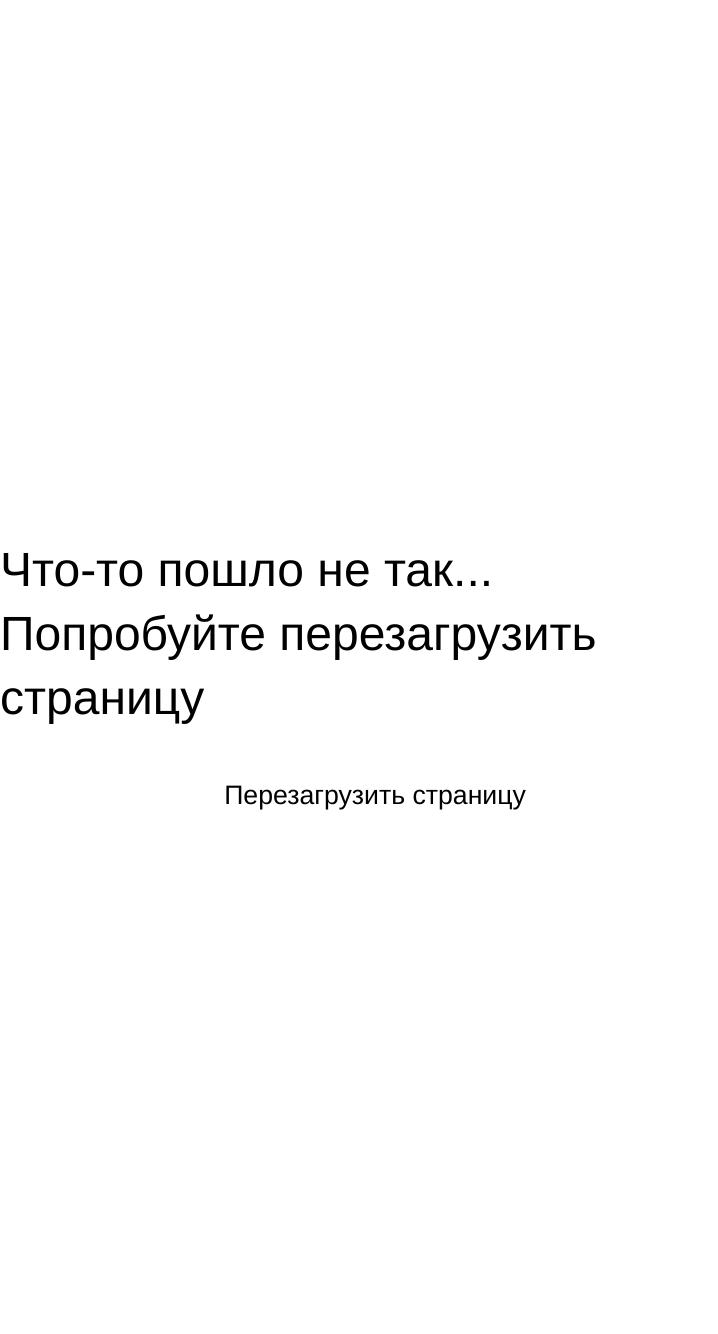 Что-то пошло не так...
Попробуйте перезагрузить
страницу
Перезагрузить страницу